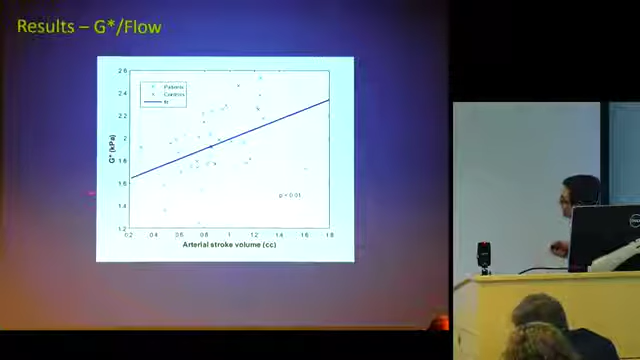 Results – G*/Flow
2.6
2.4
2.2
2
1.8
1.6
1.4
1.2
G* (kPa)
Patients
Controls
fit
p < 0.01
0.2 0.4 0.6 0.8 1 1.2 1.4 1.6 1.8
Arterial stroke volume (cc)
DELL